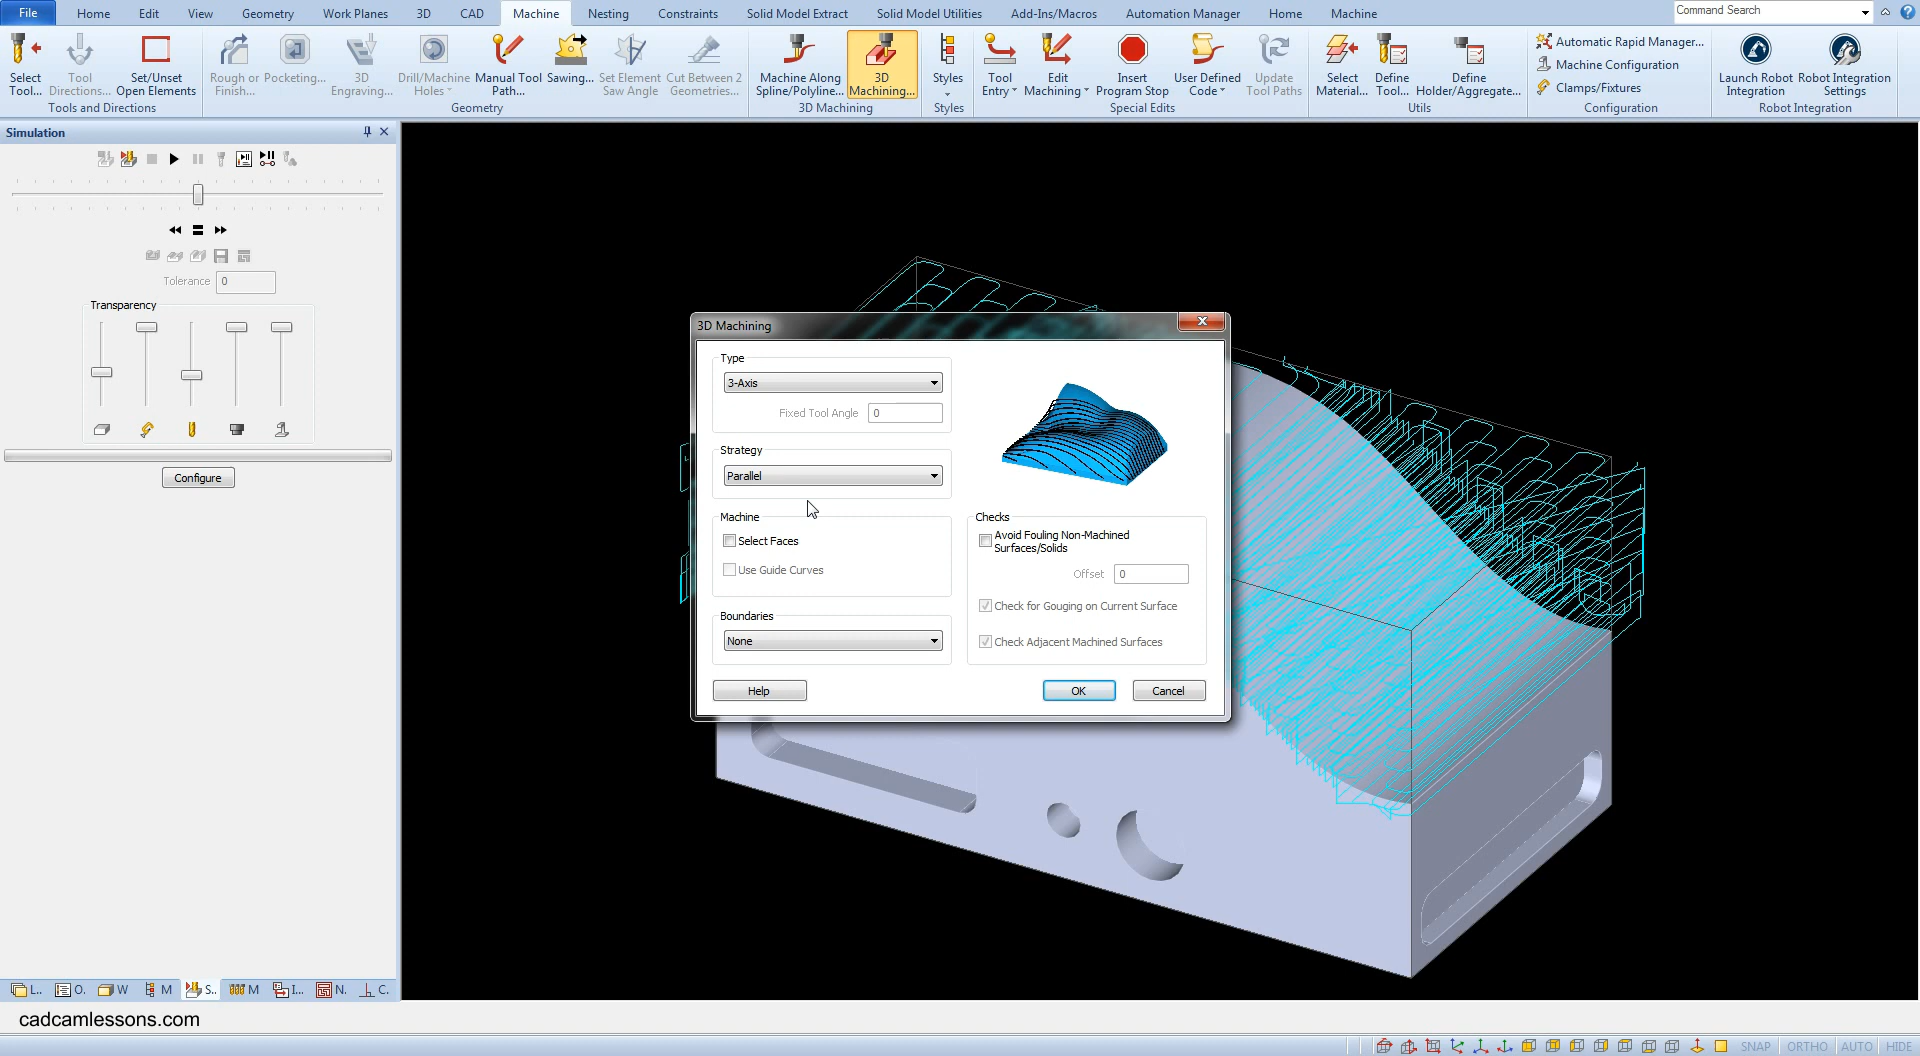 File
Home
Edit
View
Geometry
Work Planes
3D
CAD
Machine
Nesting
Constraints
Solid Model Extract
Solid Model Utilities
Add-Ins/Macros
Automation Manager
Home
Machine
Command Search
Select
Tool...
Tool
Directions...
Set/Unset
Open Elements
Rough or
Finish...
Pocketing...
3D
Engraving...
Drill/Machine
Holes
Manual Tool
Path...
Sawing...
Set Element
Saw Angle
Cut Between 2
Geometries...
Machine Along
Spline/Polyline...
3D
Machining...
Styles
Tool
Entry
Edit
Machining
Insert
Program Stop
User Defined
Code
Update
Tool Paths
Select
Material...
Define
Tool...
Define
Holder/Aggregate...
Automatic Rapid Manager...
Machine Configuration
Clamps/Fixtures
Launch Robot
Integration
Robot Integration
Settings
Tools and Directions
Geometry
3D Machining
Styles
Special Edits
Utils
Configuration
Robot Integration
Simulation
Tolerance
0
Transparency
Configure
3D Machining
Type
3-Axis
Fixed Tool Angle
0
Strategy
Parallel
Machine
Select Faces
Use Guide Curves
Boundaries
None
Checks
Avoid Fouling Non-Machined
Surfaces/Solids
Offset
0
Check for Gouging on Current Surface
Check Adjacent Machined Surfaces
Help
OK
Cancel
L..
O.
W
M
S..
M
I...
N.
C.
cadcamlessons.com
SNAP
ORTHO
AUTO
HIDE